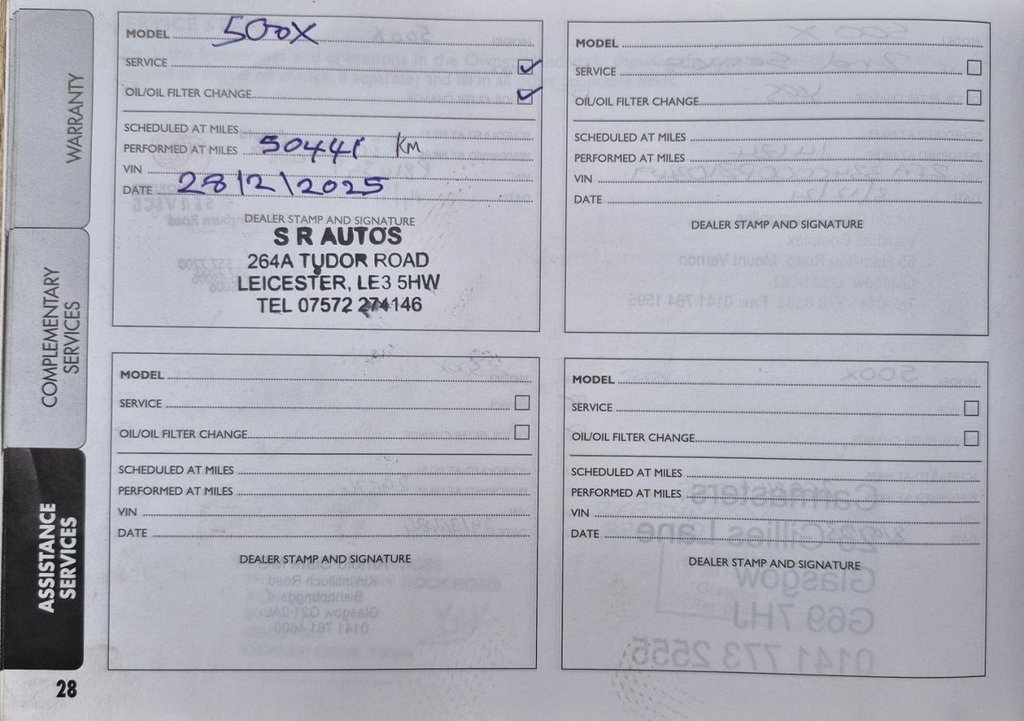 WARRANTY
COMPLEMENTARY
SERVICES
ASSISTANCE
SERVICES
MODEL 500X
SERVICE ✓
OIL/OIL FILTER CHANGE ✓
SCHEDULED AT MILES
PERFORMED AT MILES 50441 KM
VIN
DATE 28/2/2025
DEALER STAMP AND SIGNATURE
S R AUTOS
264A TUDOR ROAD
LEICESTER, LE3 5HW
TEL 07572 274146
MODEL
SERVICE
OIL/OIL FILTER CHANGE
SCHEDULED AT MILES
PERFORMED AT MILES
VIN
DATE
DEALER STAMP AND SIGNATURE
MODEL
SERVICE
OIL/OIL FILTER CHANGE
SCHEDULED AT MILES
PERFORMED AT MILES
VIN
DATE
DEALER STAMP AND SIGNATURE
MODEL
SERVICE
OIL/OIL FILTER CHANGE
SCHEDULED AT MILES
PERFORMED AT MILES
VIN
DATE
DEALER STAMP AND SIGNATURE
28